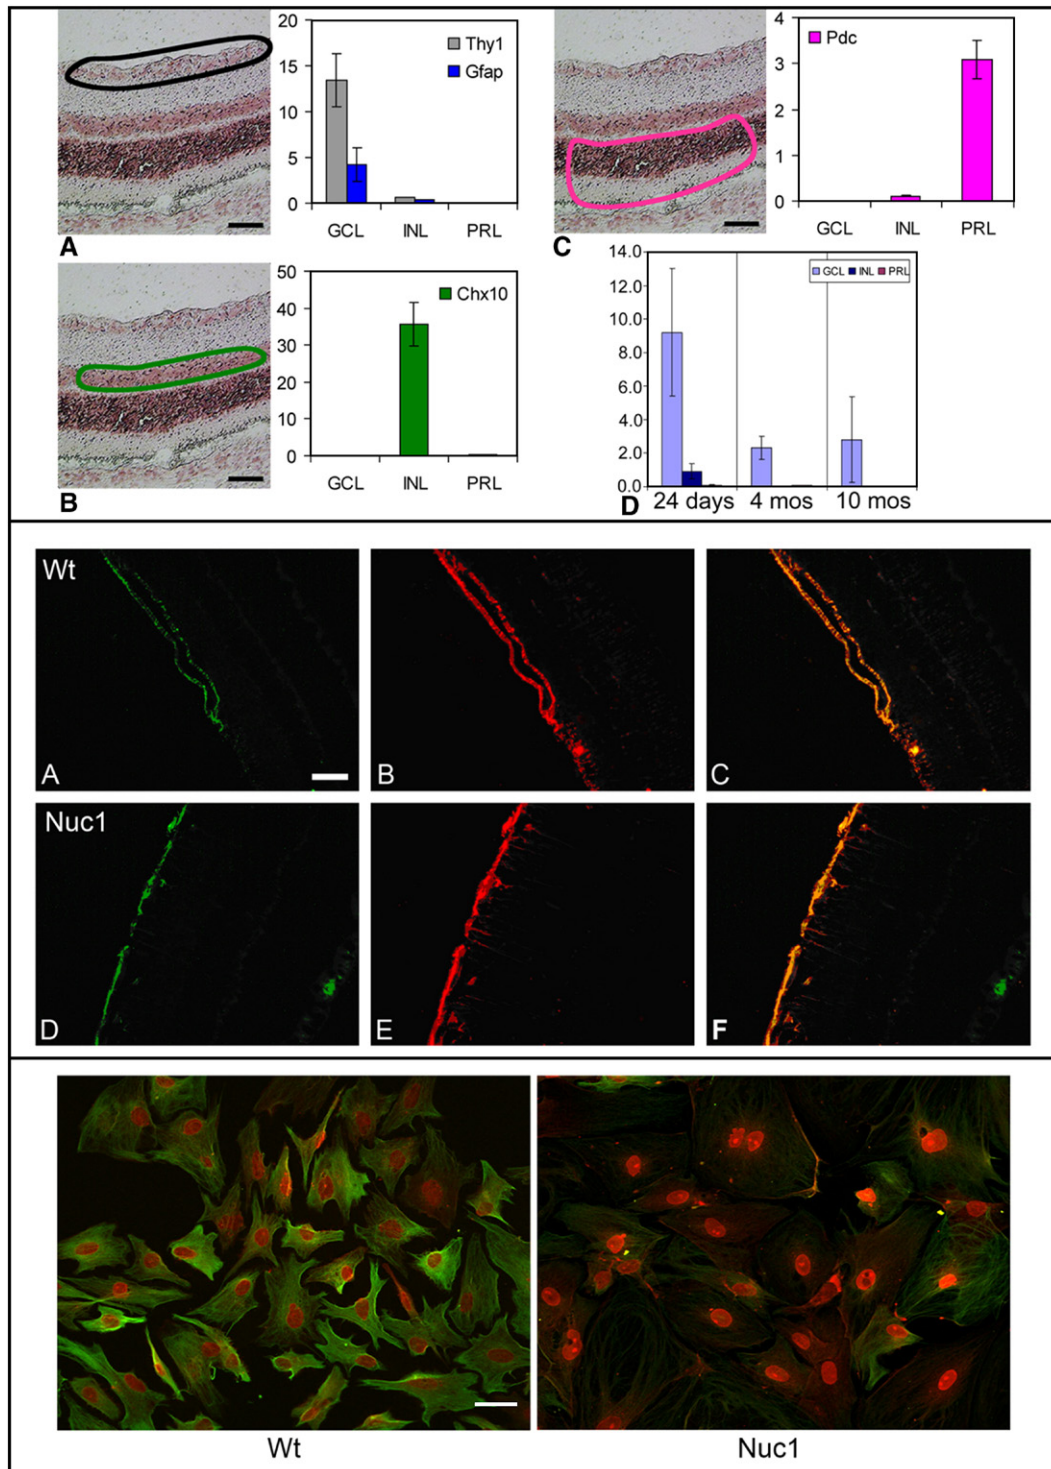 20
15
10
5
0
Thy1
Gfap
GCL INL PRL
A
4
3
2
1
0
Pdc
GCL INL PRL
C
50
40
30
20
10
0
Chx10
GCL INL PRL
B
14.0
12.0
10.0
8.0
6.0
4.0
2.0
0.0
GCL INL PRL
24 days 4 mos 10 mos
D
Wt
A
B
C
Nuc1
D
E
F
Wt
Nuc1